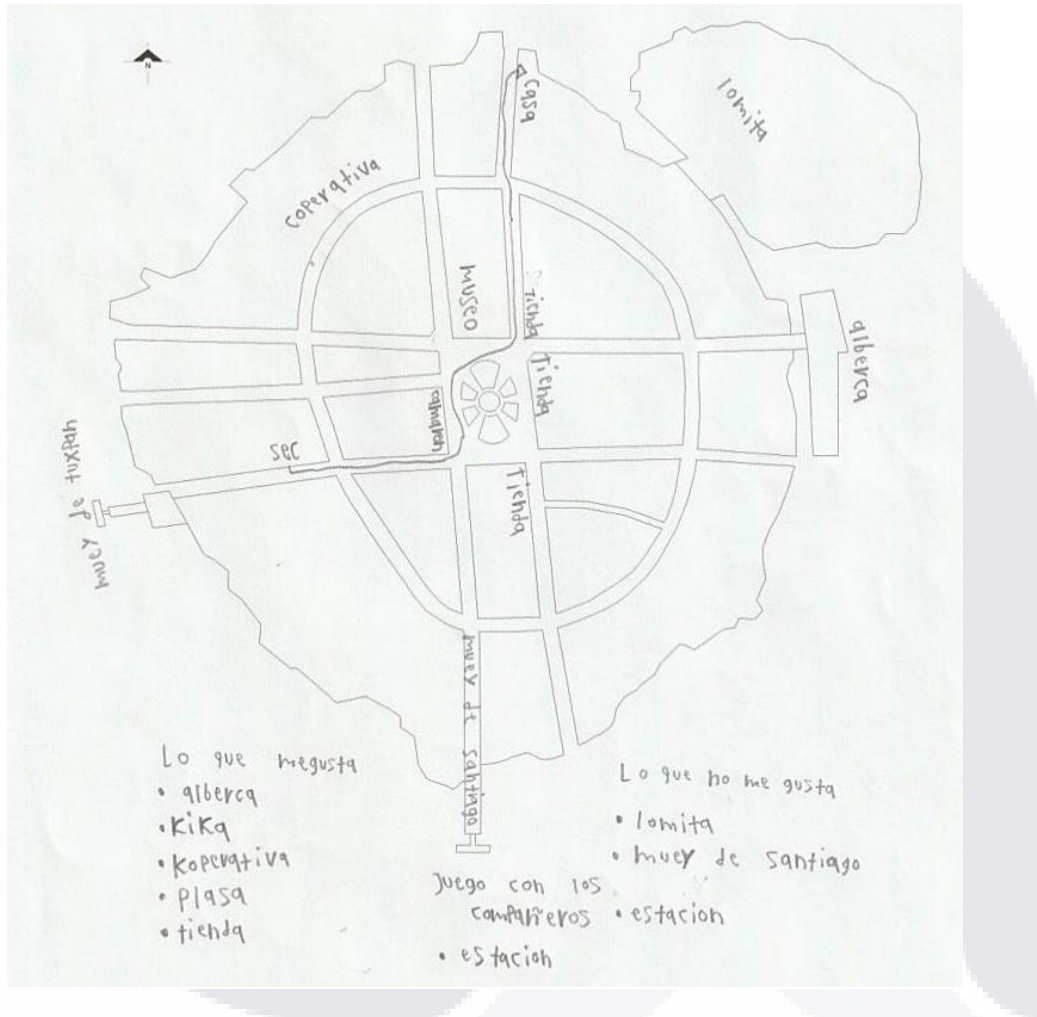 N
casa
lomita
coperativa
museo
Tienda
Tienda
alberca
camaron
sec
Tienda
muey de tuxtan
muey de santiago
Lo que megusta
• alberca
• Kika
• Koperativa
• Plasa
• tienda
Juego con los
compañeros
• estacion
Lo que no me gusta
• lomita
• muey de santiago
• estacion